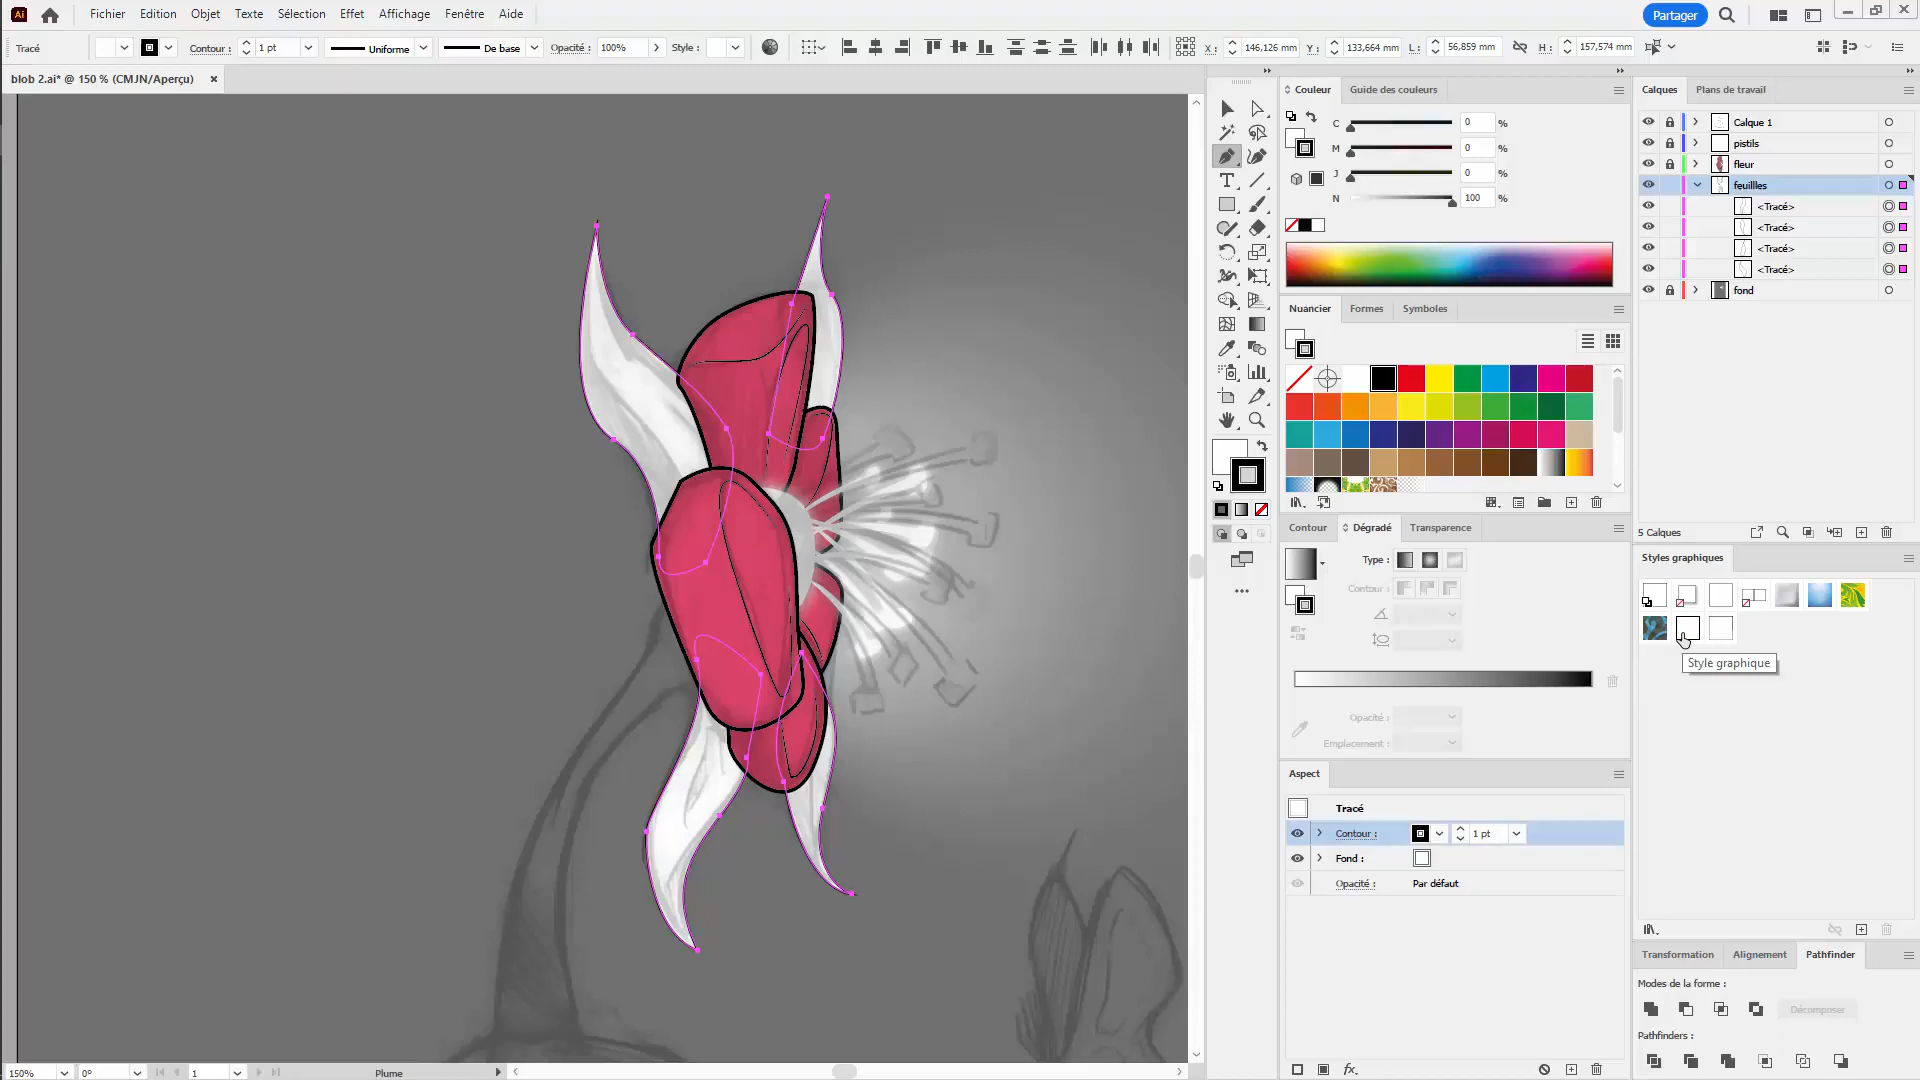 Ai
Fichier Edition Objet Texte Sélection Effet Affichage Fenêtre Aide
Partager
Tracé
Contour : 1 pt Uniforme De base Opacité : 100% Style :
X : 146,126 mm Y : 133,664 mm L : 56,859 mm H : 157,574 mm
blob 2.ai* @ 150 % (CMJN/Aperçu) ×
Couleur Guide des couleurs
C 0 %
M 0 %
J 0 %
N 100 %
Nuancier Formes Symboles
Contour Dégradé Transparence
Type :
Contour :
Opacité :
Emplacement :
Aspect
Tracé
Contour : 1 pt
Fond :
Opacité : Par défaut
fx
Calques Plans de travail
Calque 1
pistils
fleur
feuilles
<Tracé>
<Tracé>
<Tracé>
<Tracé>
fond
5 Calques
Styles graphiques
Style graphique
Transformation Alignement Pathfinder
Modes de la forme :
Décomposer
Pathfinders :
150% 0° 1 Plume